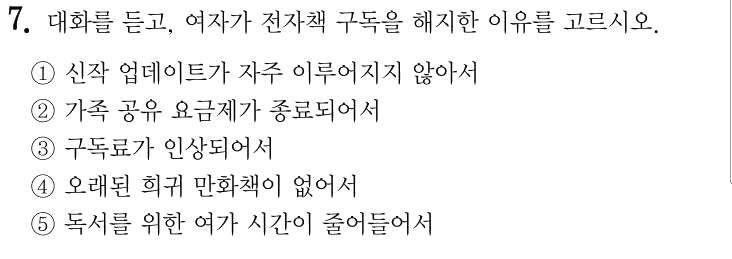 7. 대화를 듣고, 여자가 전자책 구독을 해지한 이유를 고르시오.
① 신작 업데이트가 자주 이루어지지 않아서
② 가족 공유 요금제가 종료되어서
③ 구독료가 인상되어서
④ 오래된 희귀 만화책이 없어서
⑤ 독서를 위한 여가 시간이 줄어들어서